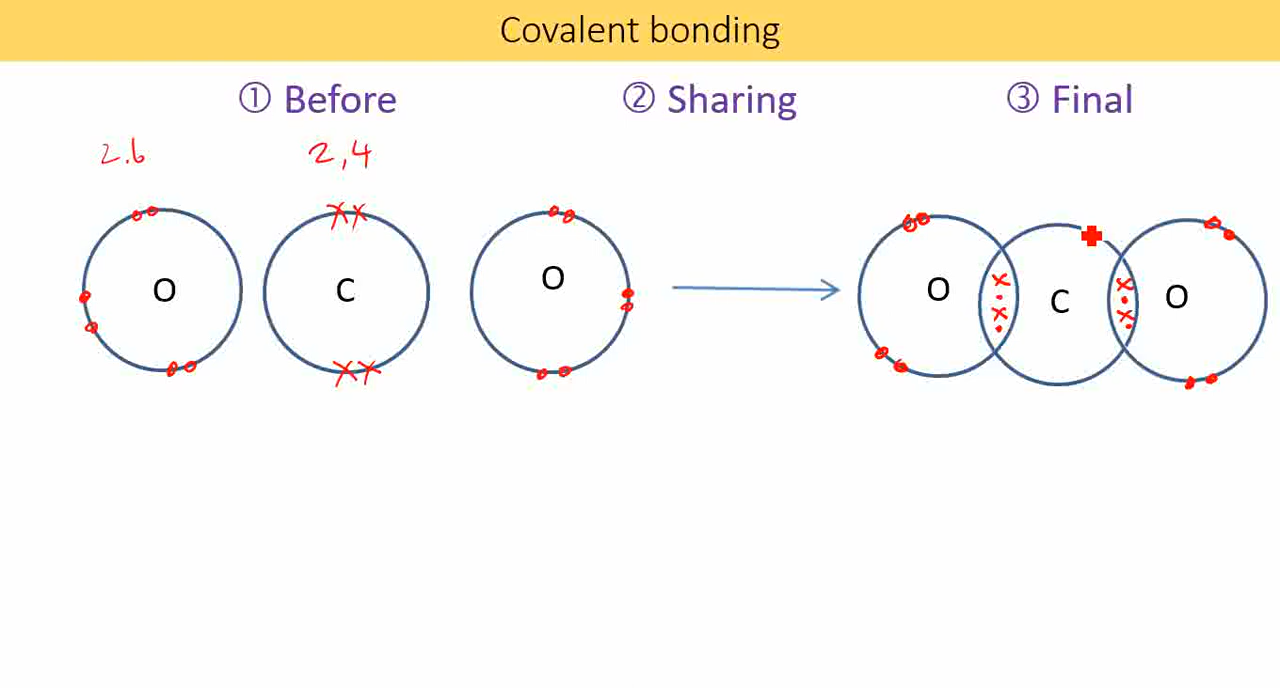 Covalent bonding
① Before ② Sharing ③ Final
2.6 2,4
O C O O C O